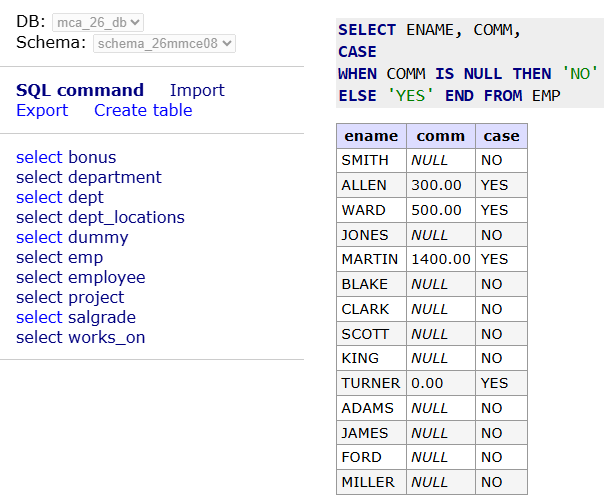 DB: mca_26_db
Schema: schema_26mmce08
SQL command Import
Export Create table
select bonus
select department
select dept
select dept_locations
select dummy
select emp
select employee
select project
select salgrade
select works_on
SELECT ENAME, COMM,
CASE
WHEN COMM IS NULL THEN 'NO'
ELSE 'YES' END FROM EMP
ename comm case
SMITH NULL NO
ALLEN 300.00 YES
WARD 500.00 YES
JONES NULL NO
MARTIN 1400.00 YES
BLAKE NULL NO
CLARK NULL NO
SCOTT NULL NO
KING NULL NO
TURNER 0.00 YES
ADAMS NULL NO
JAMES NULL NO
FORD NULL NO
MILLER NULL NO